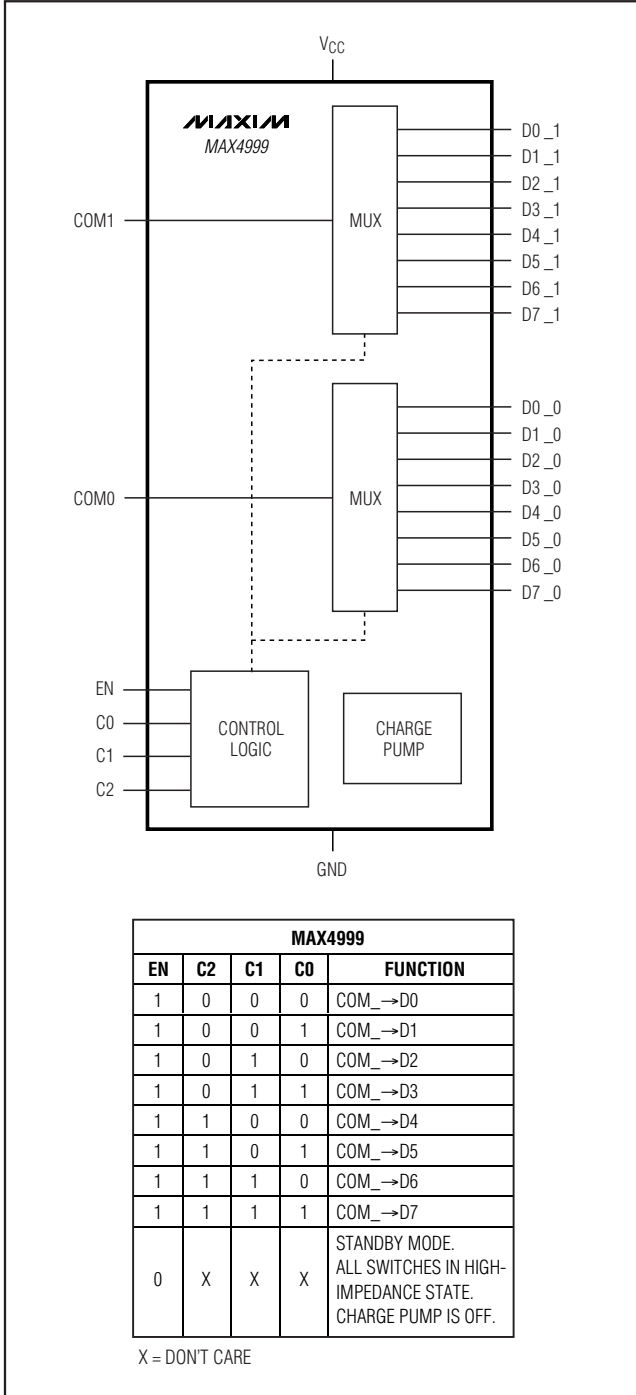 VCC
MAXIM
MAX4999
COM1
MUX
D0_1
D1_1
D2_1
D3_1
D4_1
D5_1
D6_1
D7_1
COM0
MUX
D0_0
D1_0
D2_0
D3_0
D4_0
D5_0
D6_0
D7_0
EN
C0
C1
C2
CONTROL
LOGIC
CHARGE
PUMP
GND
MAX4999
EN C2 C1 C0 FUNCTION
1 0 0 0 COM_→D0
1 0 0 1 COM_→D1
1 0 1 0 COM_→D2
1 0 1 1 COM_→D3
1 1 0 0 COM_→D4
1 1 0 1 COM_→D5
1 1 1 0 COM_→D6
1 1 1 1 COM_→D7
0 X X X STANDBY MODE.
ALL SWITCHES IN HIGH-
IMPEDANCE STATE.
CHARGE PUMP IS OFF.
X = DON'T CARE